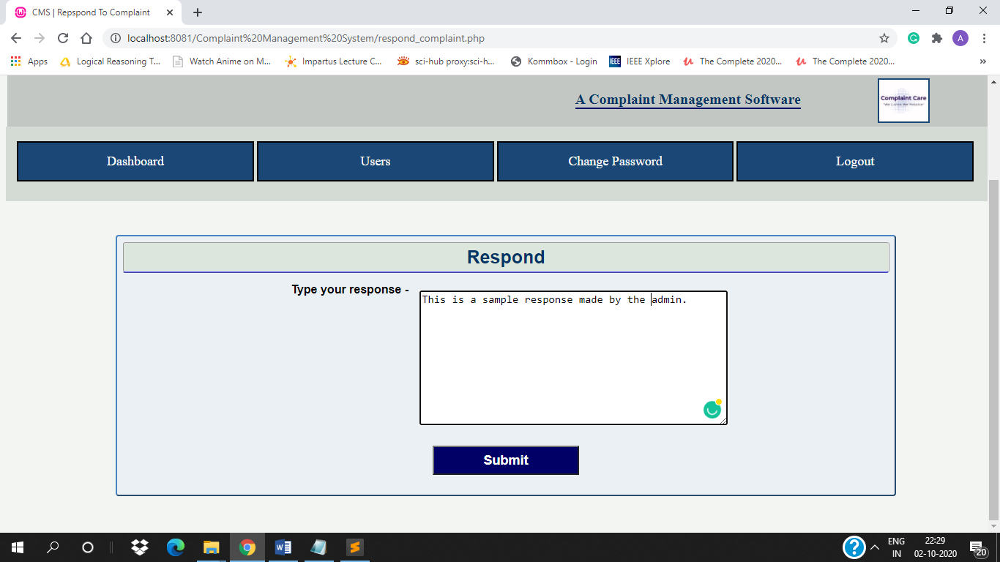 CMS | Repspond To Complaint
localhost:8081/Complaint%20Management%20System/respond_complaint.php
A
Apps
Logical Reasoning T...
Watch Anime on M...
Impartus Lecture C...
sci-hub proxy:sci-h...
Kommbox - Login
IEEE
IEEE Xplore
The Complete 2020...
The Complete 2020...
»
A Complaint Management Software
Complaint Care
Dashboard
Users
Change Password
Logout
Respond
Type your response -
This is a sample response made by the admin.
Submit
ENG
IN
22:29
02-10-2020
20